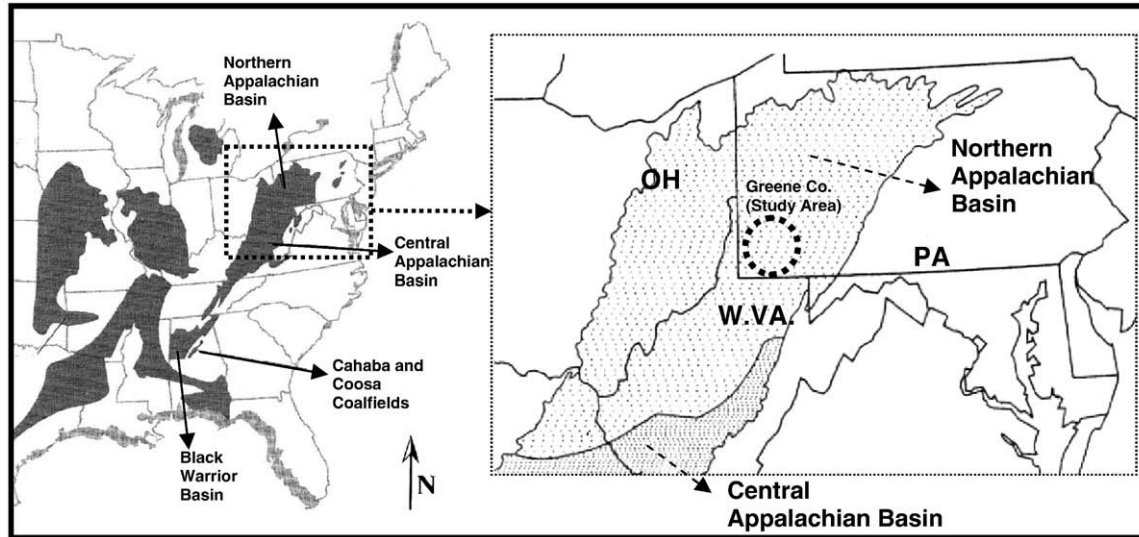 Northern
Appalachian
Basin
Central
Appalachian
Basin
Cahaba and
Coosa
Coalfields
Black
Warrior
Basin
N
OH
Greene Co.
(Study Area)
Northern
Appalachian
Basin
PA
W.VA.
Central
Appalachian Basin